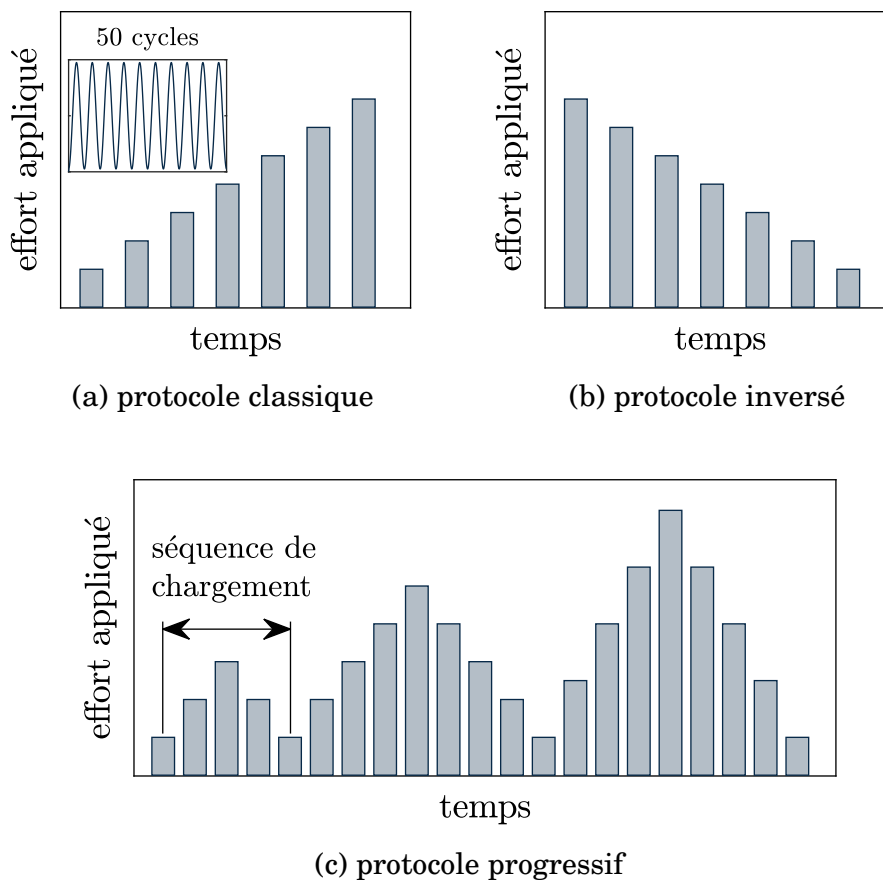 50 cycles
effort appliqué
temps
(a) protocole classique
effort appliqué
temps
(b) protocole inversé
séquence de
chargement
effort appliqué
temps
(c) protocole progressif